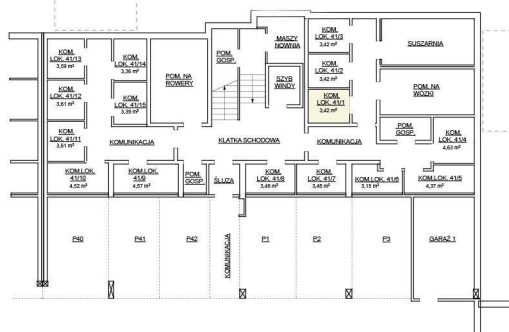 KOM.
LOK. 41/13
3,59 m²
KOM.
LOK. 41/14
3,36 m²
POM. NA
ROWERY
POM.
GOSP.
MASZY
NOWNIA
KOM.
LOK. 41/3
3,42 m²
SUSZARNIA
KOM.
LOK. 41/12
3,61 m²
KOM.
LOK. 41/15
3,39 m²
SZYB
WINDY
KOM.
LOK. 41/2
3,42 m²
KOM.
LOK. 41/1
3,42 m²
POM. NA
WÓZKI
KOM.
LOK. 41/11
3,61 m²
KOMUNIKACJA
KLATKA SCHODOWA
KOMUNIKACJA
POM.
GOSP.
KOM.
LOK. 41/4
4,63 m²
KOM.LOK.
41/10
4,52 m²
KOM.LOK.
41/9
4,57 m²
POM.
GOSP.
ŚLUZA
KOM.
LOK. 41/8
3,48 m²
KOM.
LOK. 41/7
3,48 m²
KOM.LOK. 41/6
3,15 m²
KOM.LOK. 41/5
4,37 m²
P40
P41
P42
KOMUNIKACJA
P1
P2
P3
GARAŻ 1